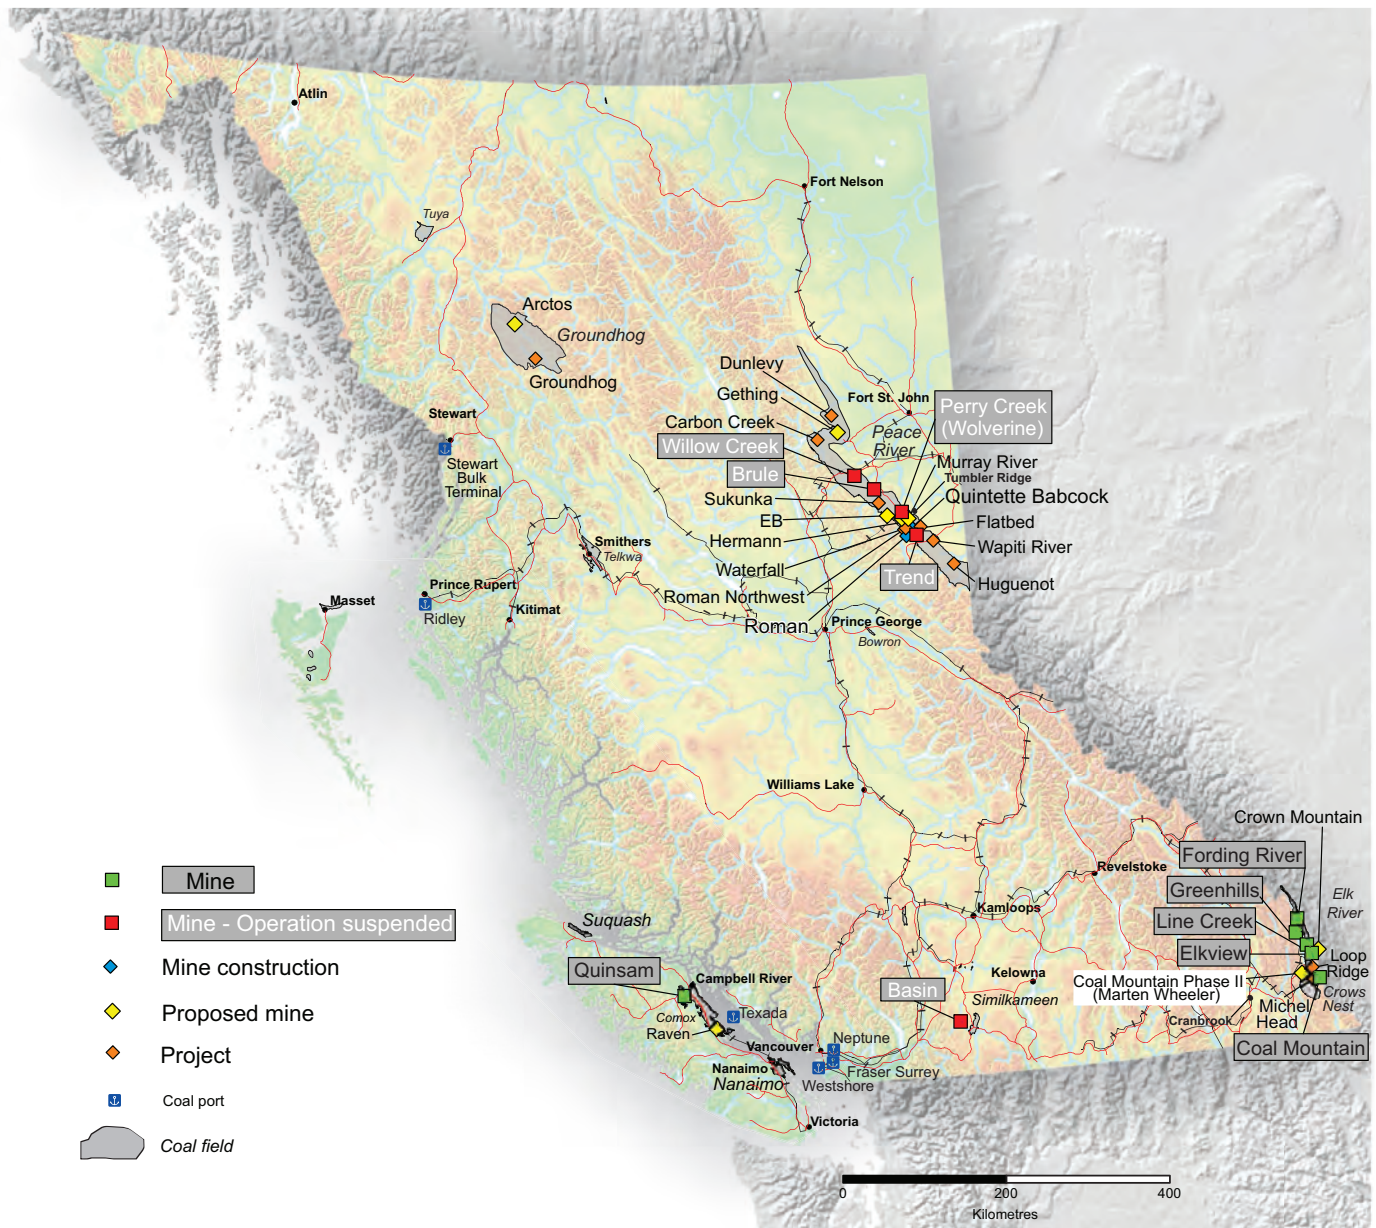 Atlin
Fort Nelson
Tuya
Arctos
Groundhog
Groundhog
Dunlevy
Gething
Fort St. John
Carbon Creek
Peace
River
Perry Creek
(Wolverine)
Willow Creek
Brule
Murray River
Tumbler Ridge
Sukunka
Quintette Babcock
EB
Flatbed
Hermann
Wapiti River
Waterfall
Trend
Huguenot
Roman Northwest
Roman
Stewart
Stewart
Bulk
Terminal
Smithers
Telkwa
Prince Rupert
Ridley
Kitimat
Masset
Prince George
Bowron
Williams Lake
Crown Mountain
Fording River
Revelstoke
Greenhills
Elk
River
Line Creek
Kamloops
Elkview
Loop
Ridge
Coal Mountain Phase II
(Marten Wheeler)
Crows
Nest
Michel
Head
Cranbrook
Coal Mountain
Kelowna
Similkameen
Basin
Suquash
Quinsam
Campbell River
Comox
Texada
Raven
Vancouver
Neptune
Nanaimo
Nanaimo
Fraser Surrey
Westshore
Victoria
Mine
Mine - Operation suspended
Mine construction
Proposed mine
Project
Coal port
Coal field
0
200
400
Kilometres